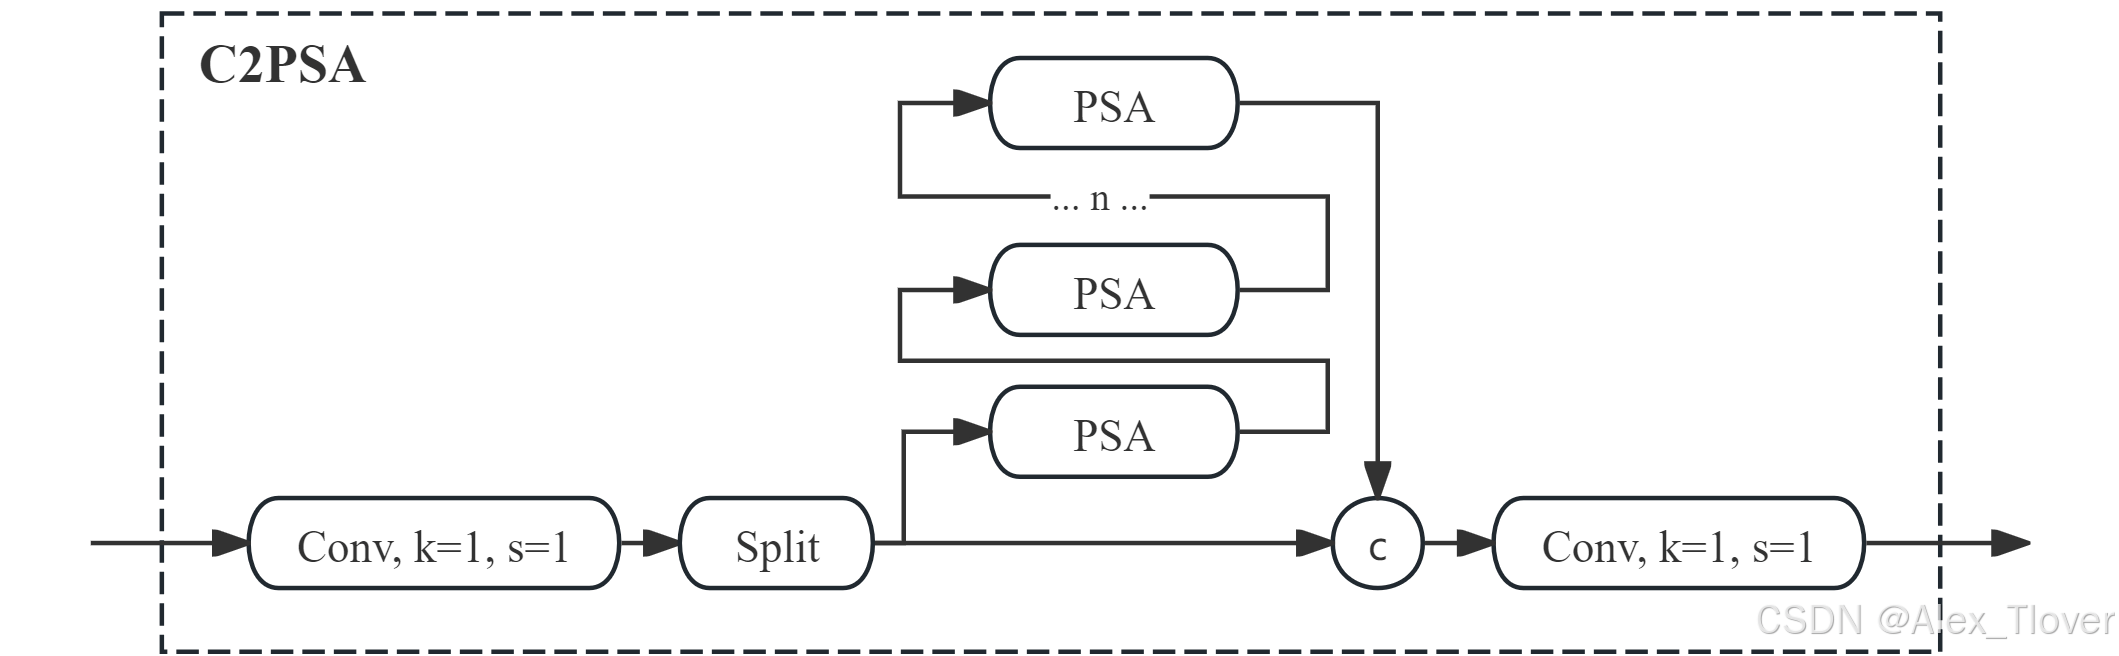 C2PSA
PSA
... n ...
PSA
PSA
Conv, k=1, s=1
Split
c
Conv, k=1, s=1
CSDN @Alex_Tlover